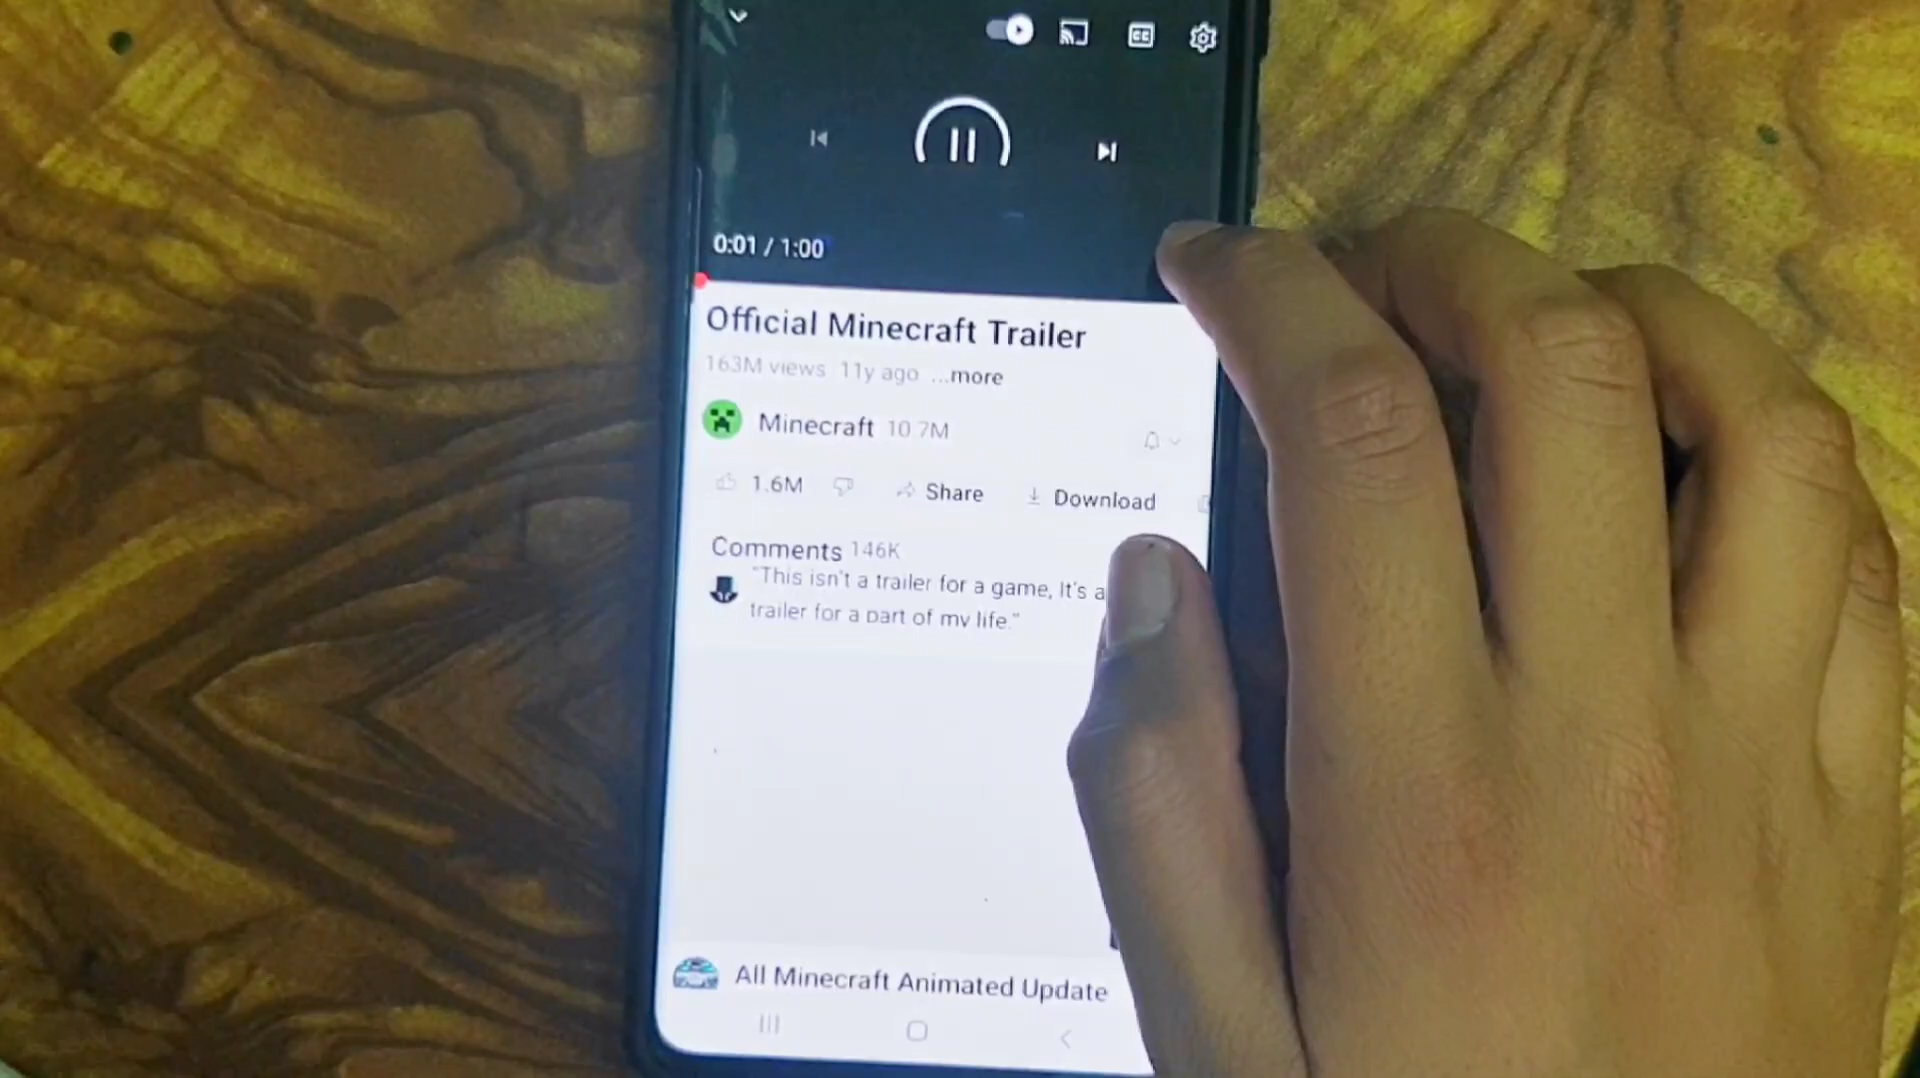 CC
0:01 / 1:00
Official Minecraft Trailer
163M views 11y ago ...more
Minecraft 10.7M
1.6M Share Download
Comments 146K
"This isn't a trailer for a game, It's a
trailer for a part of my life."
All Minecraft Animated Update